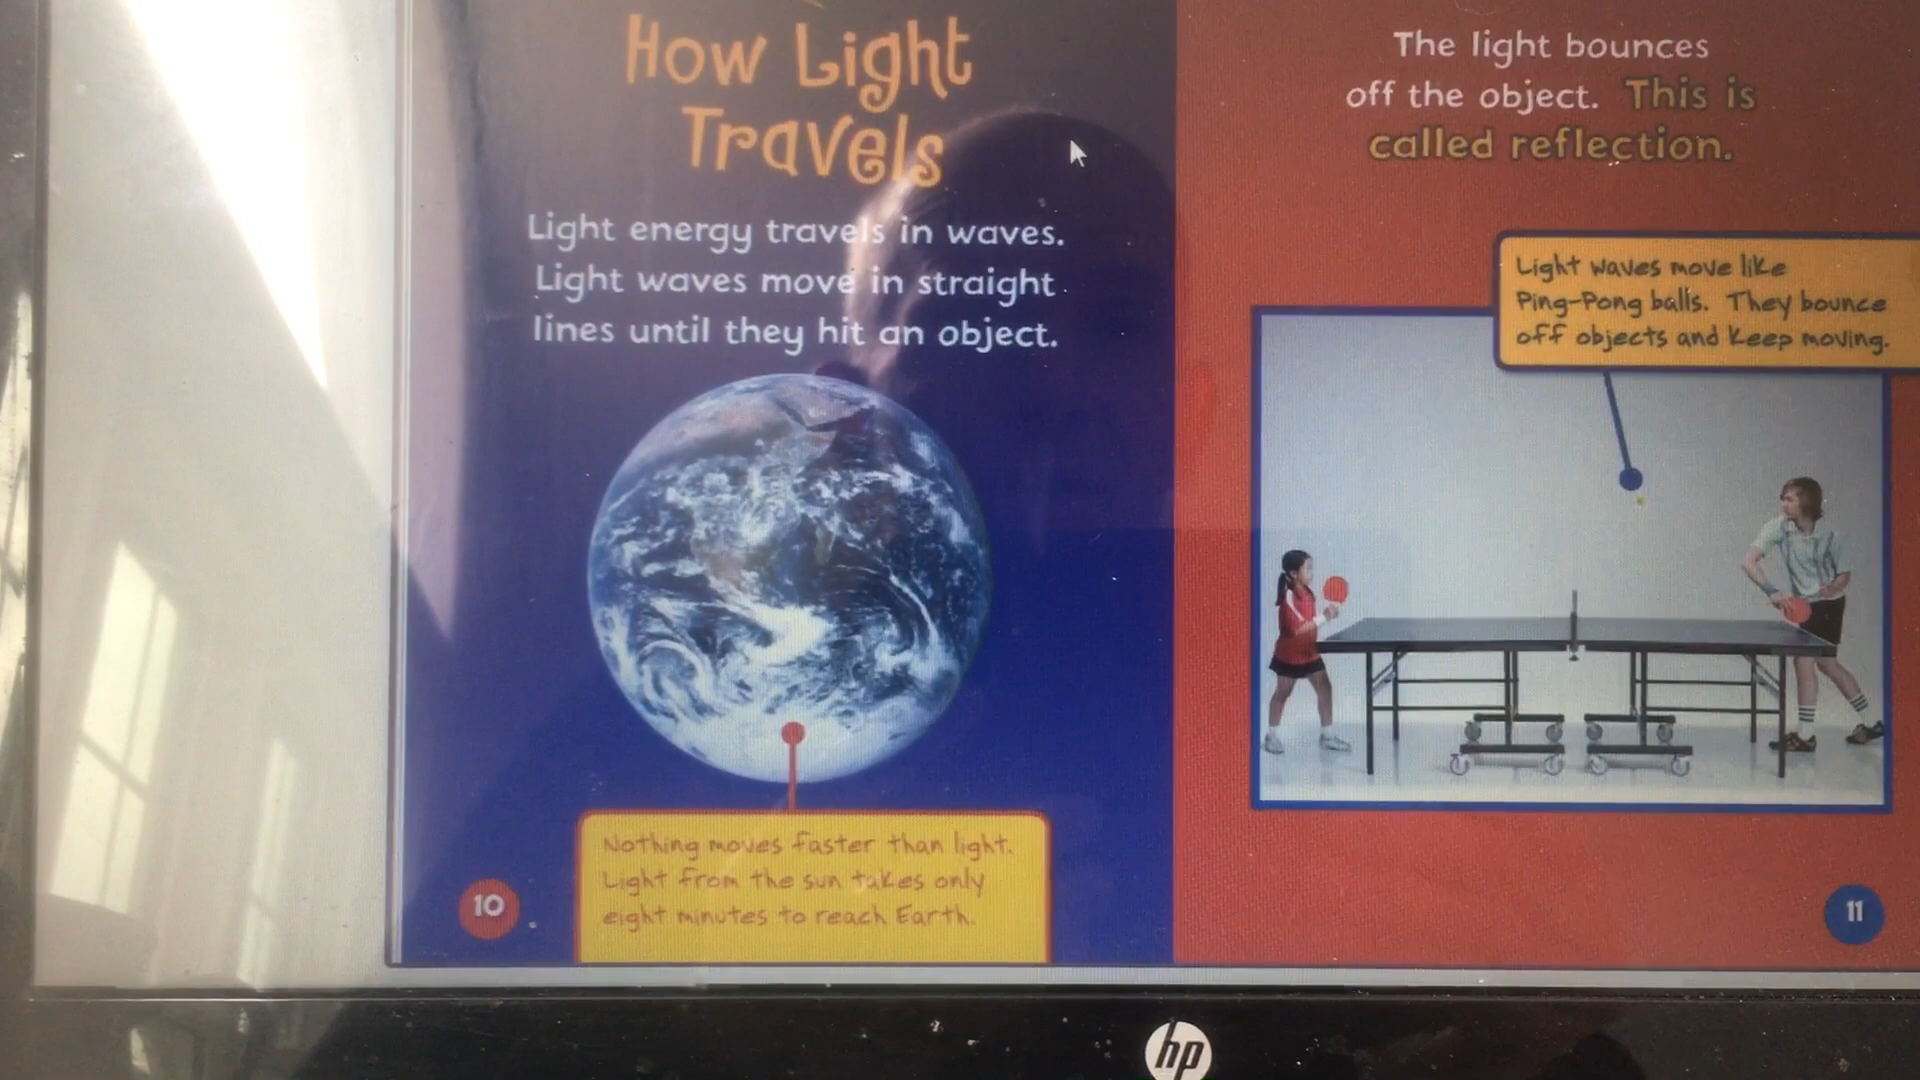 How Light
Travels
Light energy travels in waves.
Light waves move in straight
lines until they hit an object.
Nothing moves faster than light.
Light from the sun takes only
eight minutes to reach Earth.
10
The light bounces
off the object. This is
called reflection.
Light waves move like
Ping-Pong balls. They bounce
off objects and keep moving.
11
hp